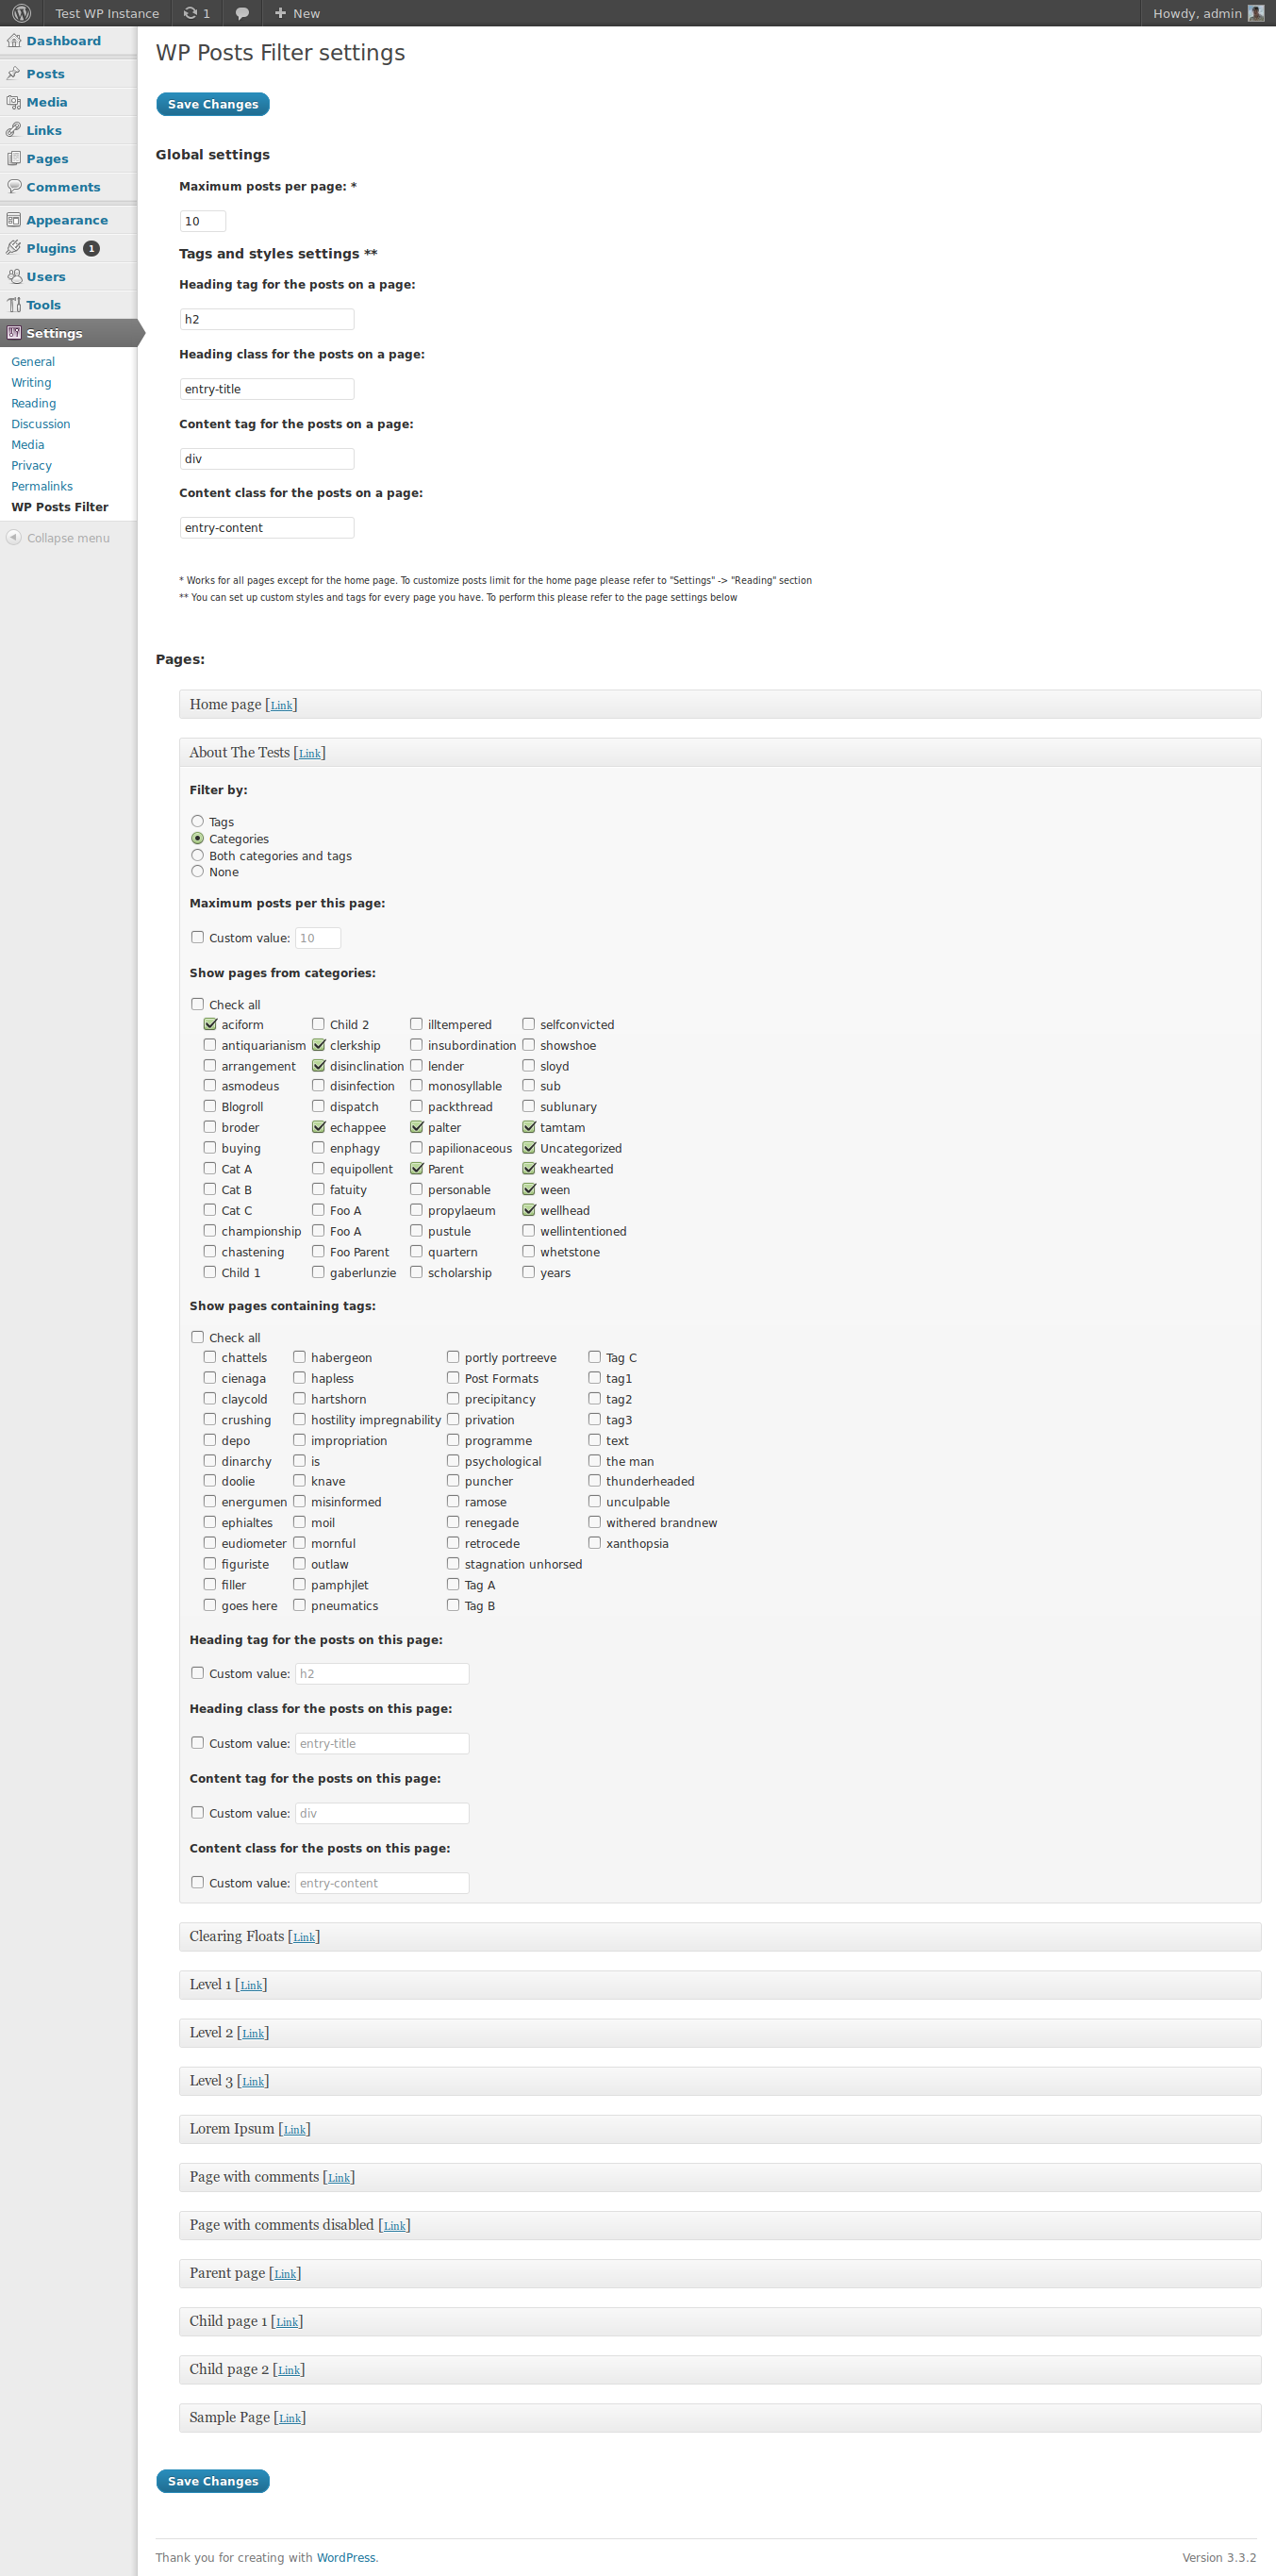 Test WP Instance 1 New Howdy, admin
Dashboard
Posts
Media
Links
Pages
Comments
Appearance
Plugins 1
Users
Tools
Settings
General
Writing
Reading
Discussion
Media
Privacy
Permalinks
WP Posts Filter
Collapse menu
WP Posts Filter settings
Save Changes
Global settings
Maximum posts per page: *
10
Tags and styles settings **
Heading tag for the posts on a page:
h2
Heading class for the posts on a page:
entry-title
Content tag for the posts on a page:
div
Content class for the posts on a page:
entry-content
* Works for all pages except for the home page. To customize posts limit for the home page please refer to "Settings" -> "Reading" section
** You can set up custom styles and tags for every page you have. To perform this please refer to the page settings below
Pages:
Home page [Link]
About The Tests [Link]
Filter by:
Tags
Categories
Both categories and tags
None
Maximum posts per this page:
Custom value: 10
Show pages from categories:
Check all
aciform Child 2 illtempered selfconvicted
antiquarianism clerkship insubordination showshoe
arrangement disinclination lender sloyd
asmodeus disinfection monosyllable sub
Blogroll dispatch packthread sublunary
broder echappee palter tamtam
buying enphagy papilionaceous Uncategorized
Cat A equipollent Parent weakhearted
Cat B fatuity personable ween
Cat C Foo A propylaeum wellhead
championship Foo A pustule wellintentioned
chastening Foo Parent quartern whetstone
Child 1 gaberlunzie scholarship years
Show pages containing tags:
Check all
chattels habergeon portly portreeve Tag C
cienaga hapless Post Formats tag1
claycold hartshorn precipitancy tag2
crushing hostility impregnability privation tag3
depo impropriation programme text
dinarchy is psychological the man
doolie knave puncher thunderheaded
energumen misinformed ramose unculpable
ephialtes moil renegade withered brandnew
eudiometer mornful retrocede xanthopsia
figuriste outlaw stagnation unhorsed
filler pamphjlet Tag A
goes here pneumatics Tag B
Heading tag for the posts on this page:
Custom value: h2
Heading class for the posts on this page:
Custom value: entry-title
Content tag for the posts on this page:
Custom value: div
Content class for the posts on this page:
Custom value: entry-content
Clearing Floats [Link]
Level 1 [Link]
Level 2 [Link]
Level 3 [Link]
Lorem Ipsum [Link]
Page with comments [Link]
Page with comments disabled [Link]
Parent page [Link]
Child page 1 [Link]
Child page 2 [Link]
Sample Page [Link]
Save Changes
Thank you for creating with WordPress. Version 3.3.2